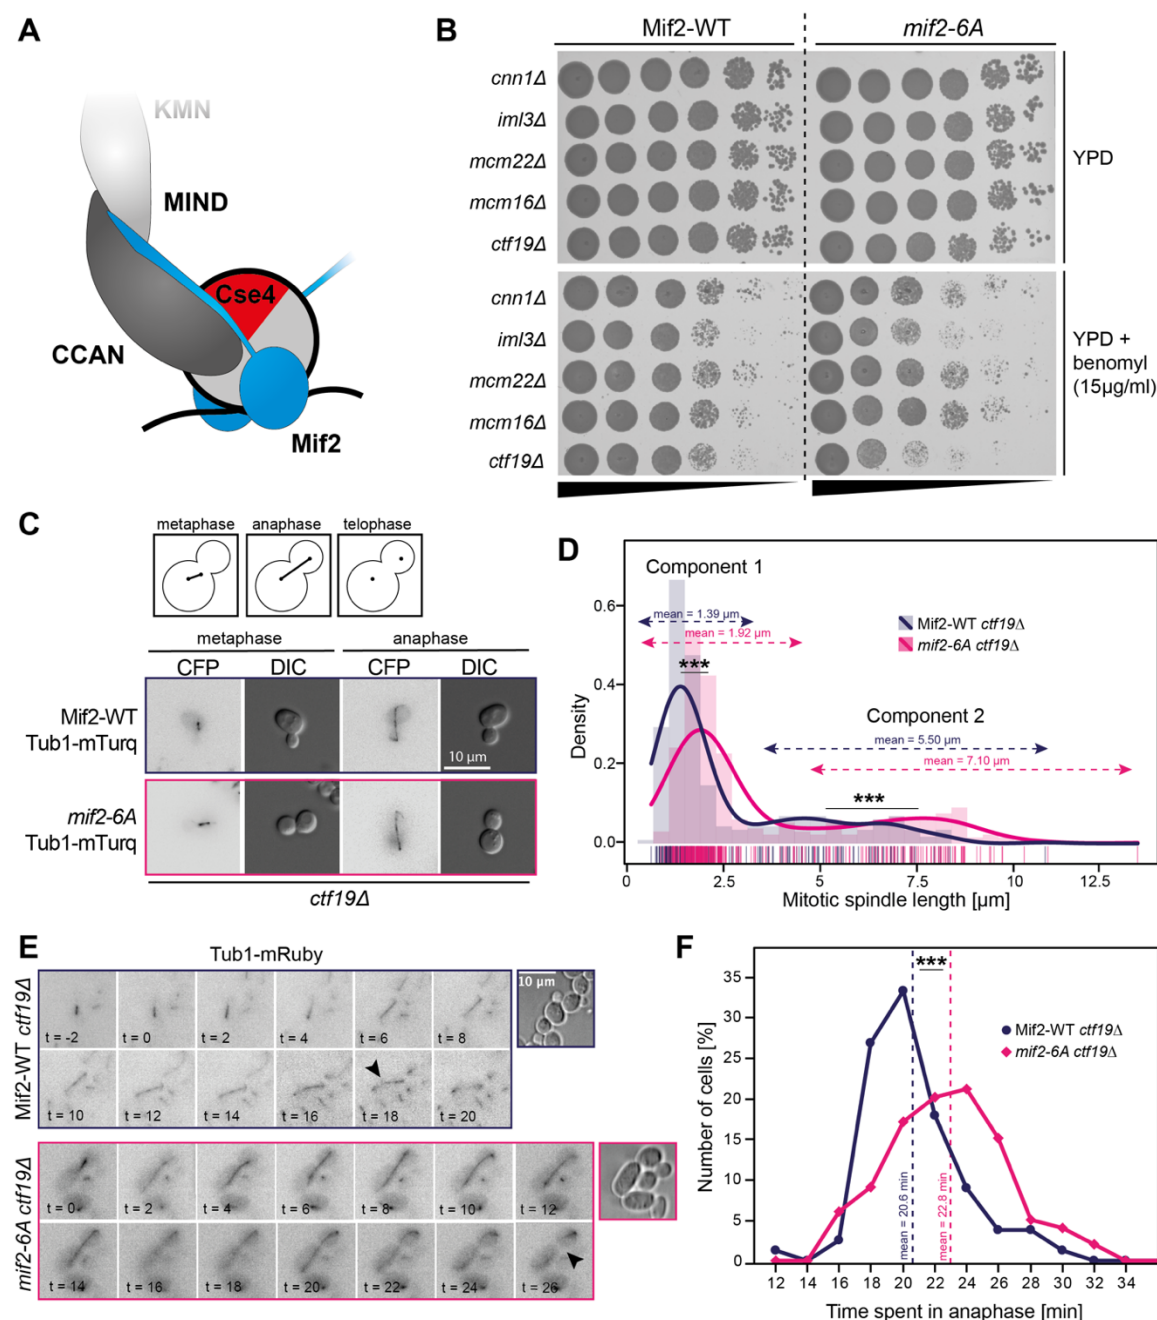 A
KMN
MIND
Cse4
CCAN
Mif2
B
Mif2-WT
mif2-6A
cnn1Δ
iml3Δ
mcm22Δ
mcm16Δ
ctf19Δ
YPD
cnn1Δ
iml3Δ
mcm22Δ
mcm16Δ
ctf19Δ
YPD +
benomyl
(15µg/ml)
C
metaphase anaphase telophase
metaphase anaphase
CFP DIC CFP DIC
Mif2-WT
Tub1-mTurq
10 µm
mif2-6A
Tub1-mTurq
ctf19Δ
D
Component 1
mean = 1.39 µm
mean = 1.92 µm
***
Mif2-WT ctf19Δ
mif2-6A ctf19Δ
Component 2
mean = 5.50 µm
mean = 7.10 µm
***
Density
0.6
0.4
0.2
0.0
0 2.5 5 7.5 10 12.5
Mitotic spindle length [µm]
E
Tub1-mRuby
Mif2-WT ctf19Δ
t = -2 t = 0 t = 2 t = 4 t = 6 t = 8
10 µm
t = 10 t = 12 t = 14 t = 16 t = 18 t = 20
mif2-6A ctf19Δ
t = 0 t = 2 t = 4 t = 6 t = 8 t = 10 t = 12
t = 14 t = 16 t = 18 t = 20 t = 22 t = 24 t = 26
F
***
Mif2-WT ctf19Δ
mif2-6A ctf19Δ
Number of cells [%]
35
30
25
20
15
10
5
0
mean = 20.6 min
mean = 22.8 min
12 14 16 18 20 22 24 26 28 30 32 34
Time spent in anaphase [min]